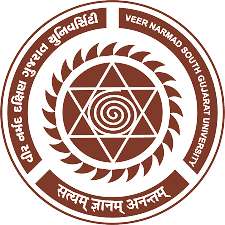 વીર નર્મદ દક્ષિણ ગુજરાત યુનિવર્સિટી
VEER NARMAD SOUTH GUJARAT UNIVERSITY
सत्यम् ज्ञानम् अनन्तम्